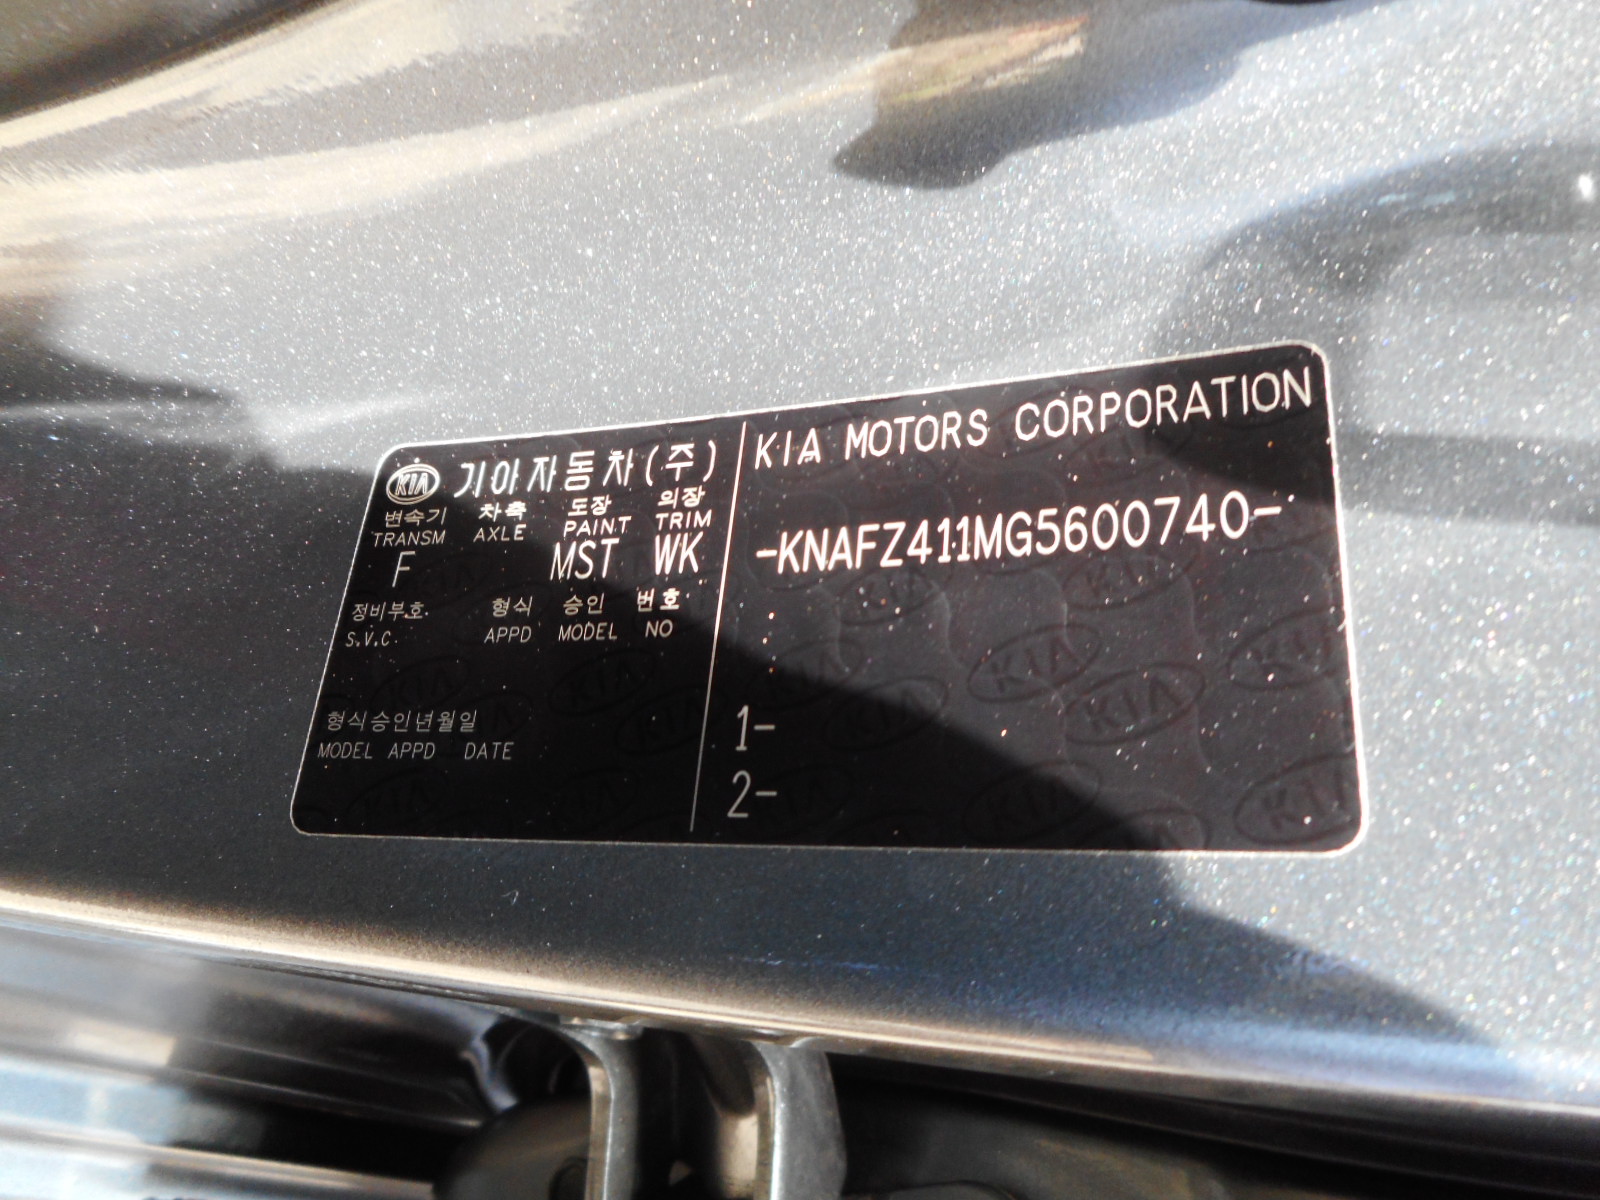 KIA 기아자동차(주)
변속기 차축 도장 의장
TRANSM AXLE PAINT TRIM
F MST WK
정비부호. 형식 승인 번호
S.V.C. APPD MODEL NO
형식승인년월일
MODEL APPD DATE
KIA MOTORS CORPORATION
-KNAFZ411MG5600740-
1-
2-